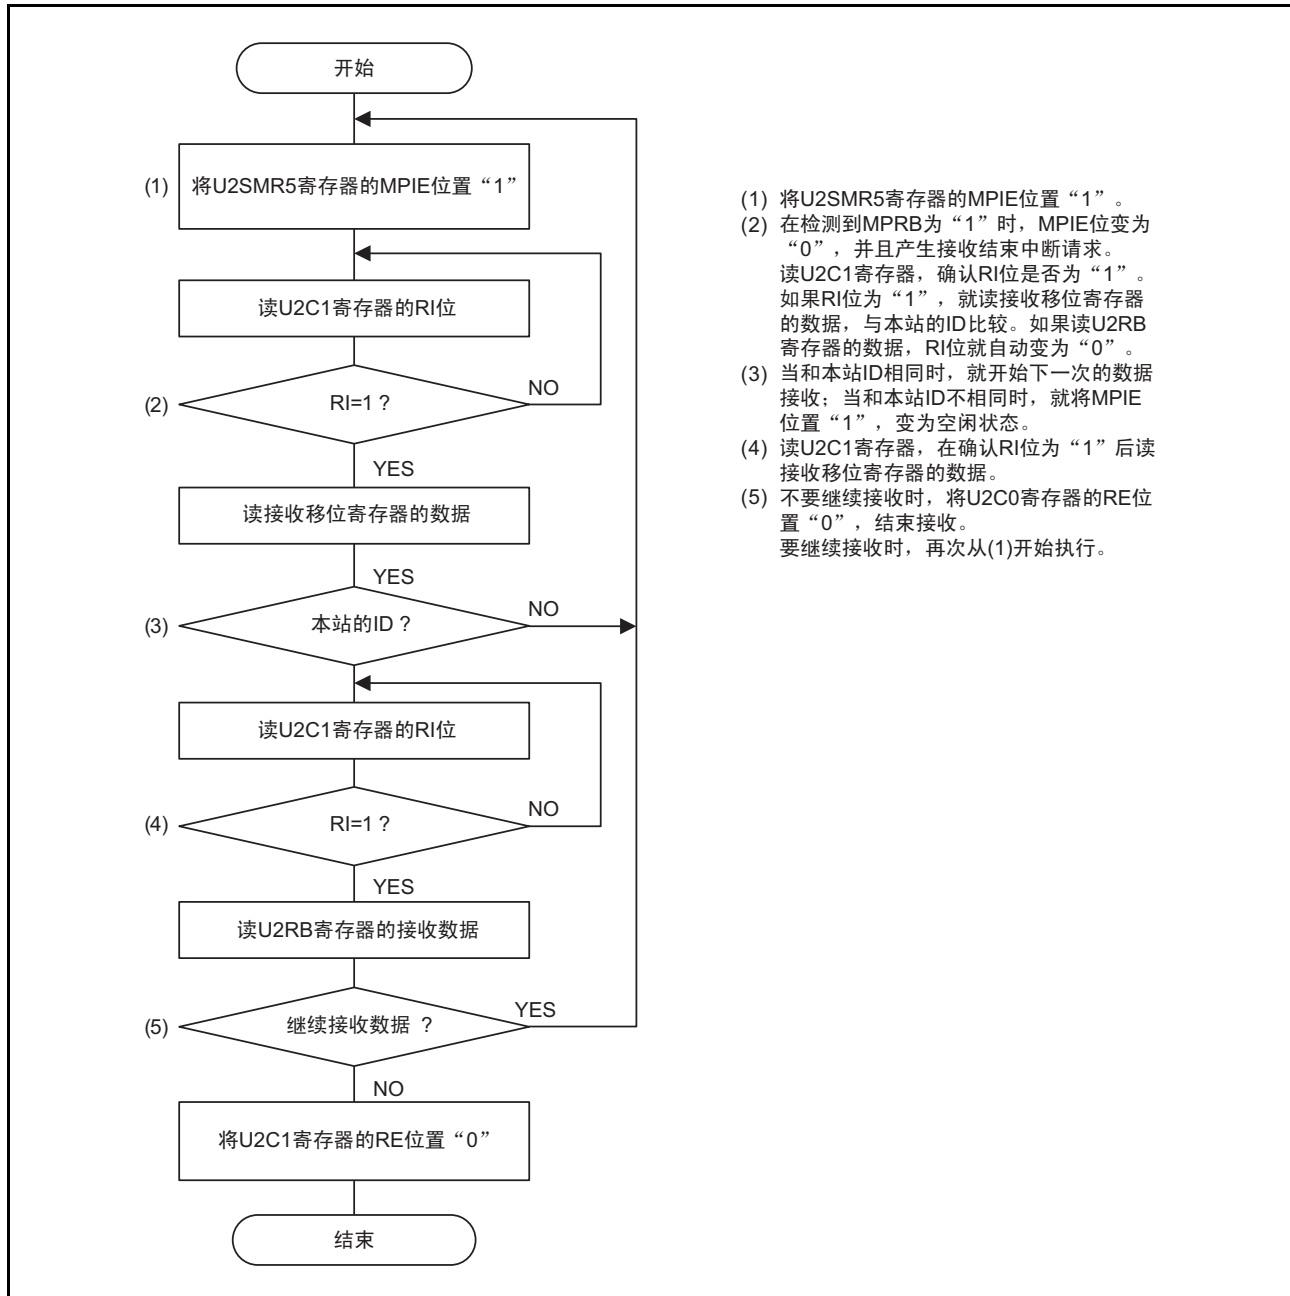 开始
(1) 将U2SMR5寄存器的MPIE位置“1”
读U2C1寄存器的RI位
NO
(2) RI=1 ?
YES
读接收移位寄存器的数据
YES
NO
(3) 本站的ID ?
读U2C1寄存器的RI位
NO
(4) RI=1 ?
YES
读U2RB寄存器的接收数据
YES
(5) 继续接收数据 ?
NO
将U2C1寄存器的RE位置“0”
结束
(1) 将U2SMR5寄存器的MPIE位置“1”。
(2) 在检测到MPRB为“1”时，MPIE位变为
“0”，并且产生接收结束中断请求。
读U2C1寄存器，确认RI位是否为“1”。
如果RI位为“1”，就读接收移位寄存器
的数据，与本站的ID比较。如果读U2RB
寄存器的数据，RI位就自动变为“0”。
(3) 当和本站ID相同时，就开始下一次的数据
接收；当和本站ID不相同时，就将MPIE
位置“1”，变为空闲状态。
(4) 读U2C1寄存器，在确认RI位为“1”后读
接收移位寄存器的数据。
(5) 不要继续接收时，将U2C0寄存器的RE位
置“0”，结束接收。
要继续接收时，再次从(1)开始执行。